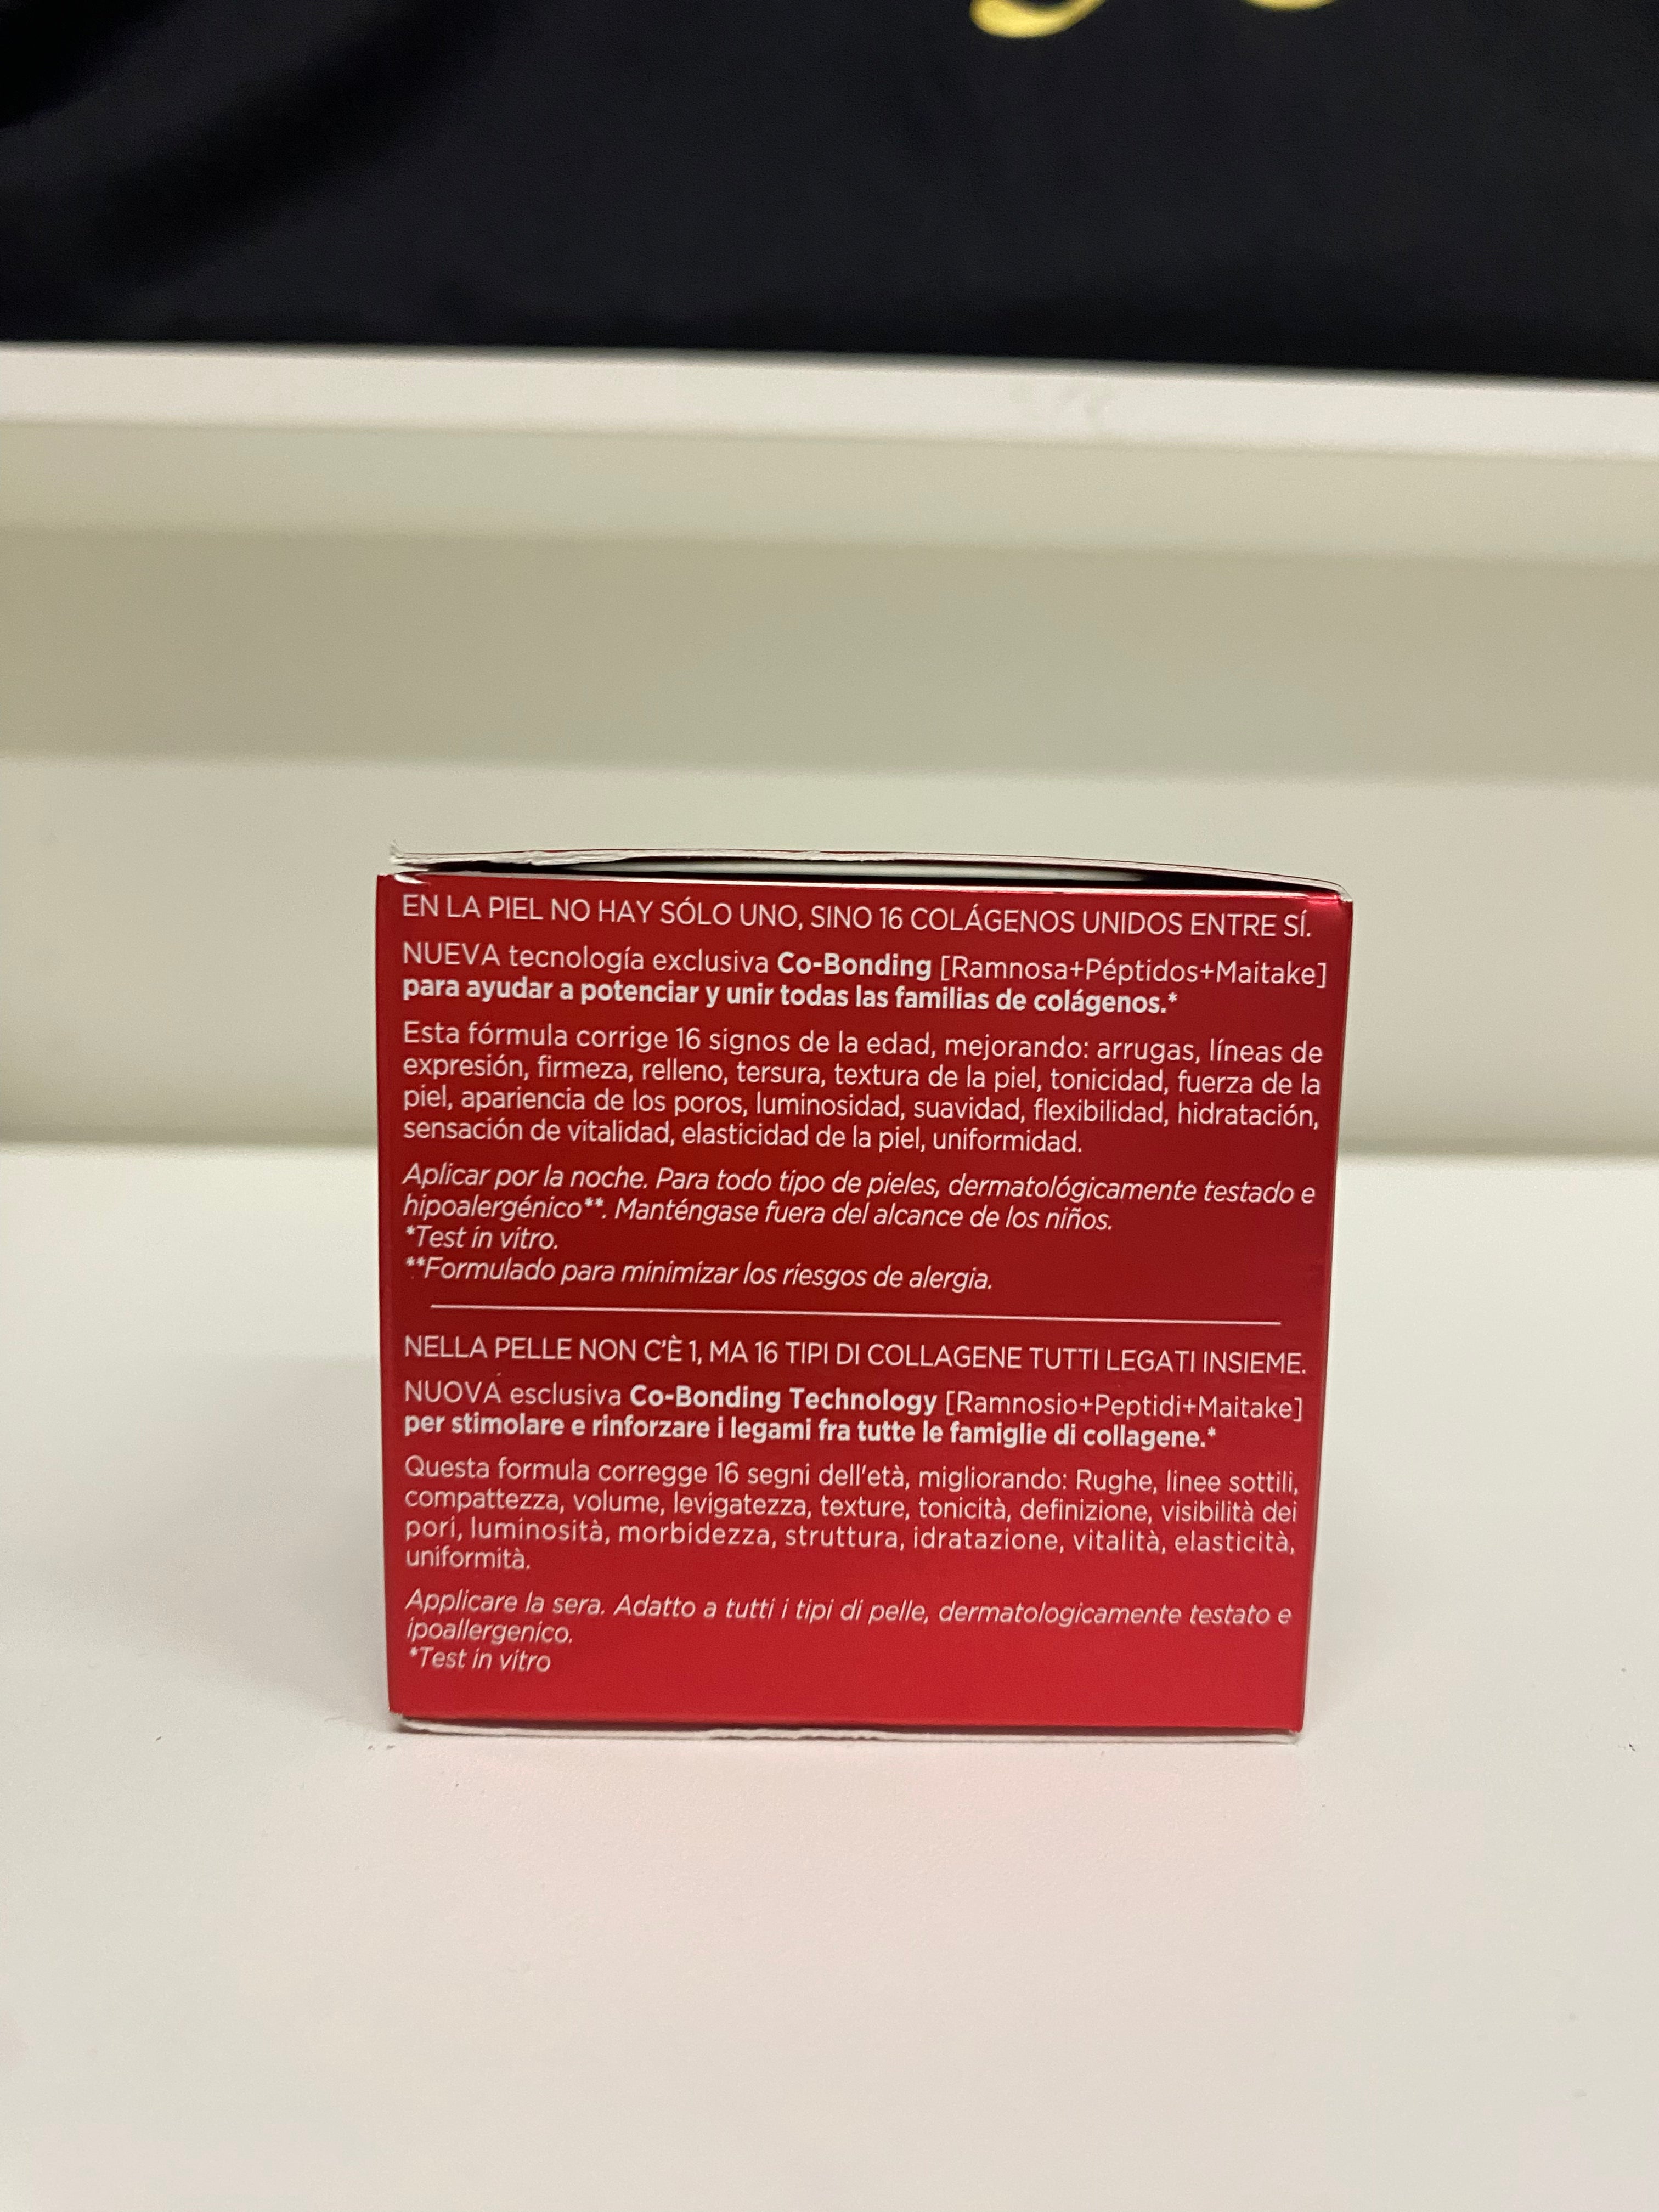 EN LA PIEL NO HAY SÓLO UNO, SINO 16 COLÁGENOS UNIDOS ENTRE SÍ.
NUEVA tecnología exclusiva Co-Bonding [Ramnosa+Péptidos+Maitake]
para ayudar a potenciar y unir todas las familias de colágenos.*
Esta fórmula corrige 16 signos de la edad, mejorando: arrugas, líneas de
expresión, firmeza, relleno, tersura, textura de la piel, tonicidad, fuerza de la
piel, apariencia de los poros, luminosidad, suavidad, flexibilidad, hidratación,
sensación de vitalidad, elasticidad de la piel, uniformidad.
Aplicar por la noche. Para todo tipo de pieles, dermatológicamente testado e
hipoalergénico**. Manténgase fuera del alcance de los niños.
*Test in vitro.
**Formulado para minimizar los riesgos de alergia.
NELLA PELLE NON C'È 1, MA 16 TIPI DI COLLAGENE TUTTI LEGATI INSIEME.
NUOVA esclusiva Co-Bonding Technology [Ramnosio+Peptidi+Maitake]
per stimolare e rinforzare i legami fra tutte le famiglie di collagene.*
Questa formula corregge 16 segni dell'età, migliorando: Rughe, linee sottili,
compattezza, volume, levigatezza, texture, tonicità, definizione, visibilità dei
pori, luminosità, morbidezza, struttura, idratazione, vitalità, elasticità,
uniformità.
Applicare la sera. Adatto a tutti i tipi di pelle, dermatologicamente testato e
ipoallergenico.
*Test in vitro